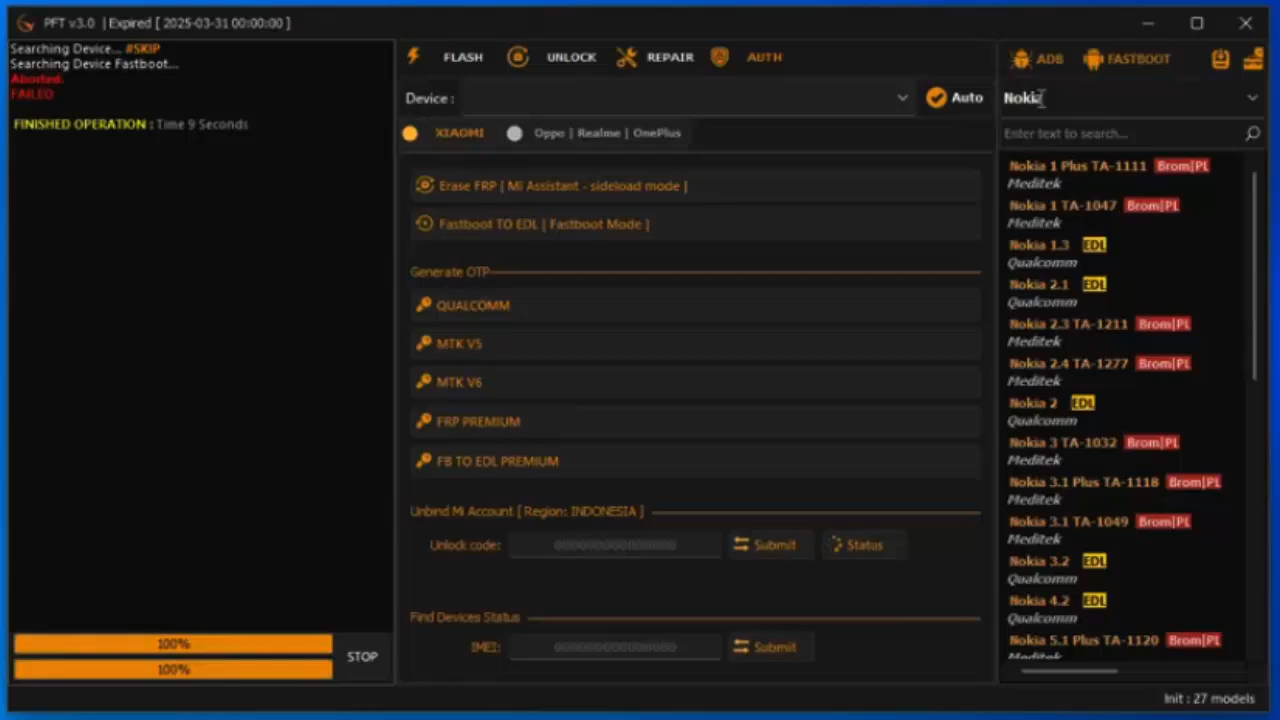 PFT v3.0 | Expired [ 2025-03-31 00:00:00 ]
Searching Device... #SKIP
Searching Device Fastboot...
Aborted.
FAILED
FINISHED OPERATION : Time 9 Seconds
100%
100%
STOP
FLASH UNLOCK REPAIR AUTH
Device : Auto
XIAOMI Oppo | Realme | OnePlus
Erase FRP [ Mi Assistant - sideload mode ]
Fastboot TO EDL [ Fastboot Mode ]
Generate OTP
QUALCOMM
MTK V5
MTK V6
FRP PREMIUM
FB TO EDL PREMIUM
Unbind Mi Account [ Region: INDONESIA ]
Unlock code: Submit Status
Find Devices Status
IMEI: Submit
ADB FASTBOOT
Nokia
Enter text to search...
Nokia 1 Plus TA-1111 Brom|PL
Meditek
Nokia 1 TA-1047 Brom|PL
Meditek
Nokia 1.3 EDL
Qualcomm
Nokia 2.1 EDL
Qualcomm
Nokia 2.3 TA-1211 Brom|PL
Meditek
Nokia 2.4 TA-1277 Brom|PL
Meditek
Nokia 2 EDL
Qualcomm
Nokia 3 TA-1032 Brom|PL
Meditek
Nokia 3.1 Plus TA-1118 Brom|PL
Meditek
Nokia 3.1 TA-1049 Brom|PL
Meditek
Nokia 3.2 EDL
Qualcomm
Nokia 4.2 EDL
Qualcomm
Nokia 5.1 Plus TA-1120 Brom|PL
Meditek
Init : 27 models